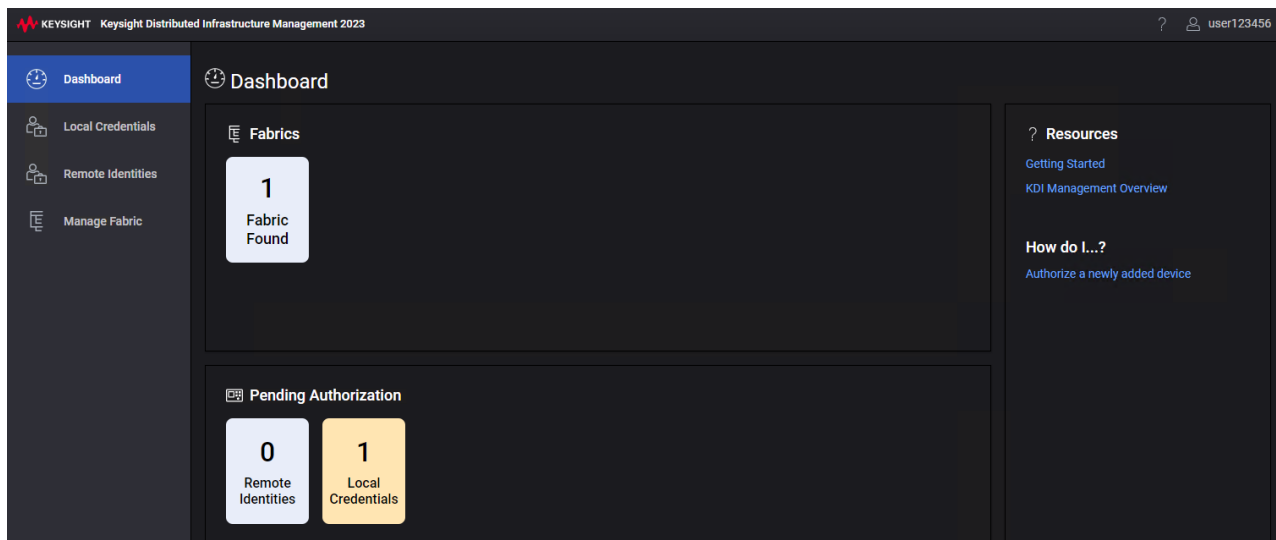 KEYSIGHT Keysight Distributed Infrastructure Management 2023
? user123456
Dashboard
Local Credentials
Remote Identities
Manage Fabric
Dashboard
Fabrics
1
Fabric
Found
Pending Authorization
0
Remote
Identities
1
Local
Credentials
? Resources
Getting Started
KDI Management Overview
How do I...?
Authorize a newly added device